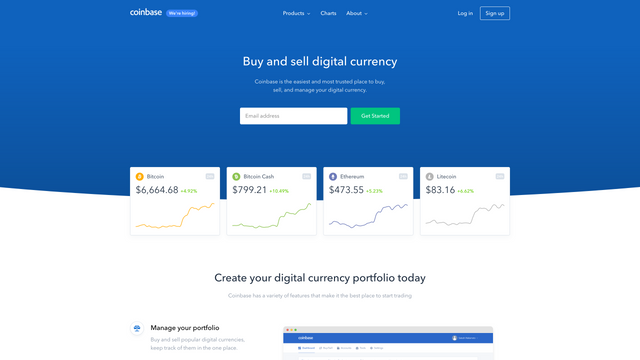 coinbase We're hiring! Products Charts About Log in Sign up
Buy and sell digital currency
Coinbase is the easiest and most trusted place to buy,
sell, and manage your digital currency.
Email address Get Started
Bitcoin
$6,664.68 +4.92%
Bitcoin Cash
$799.21 +10.49%
Ethereum
$473.55 +5.23%
Litecoin
$83.16 +6.62%
Create your digital currency portfolio today
Coinbase has a variety of features that make it the best place to start trading
Manage your portfolio
Buy and sell popular digital currencies,
keep track of them in the one place.
coinbase